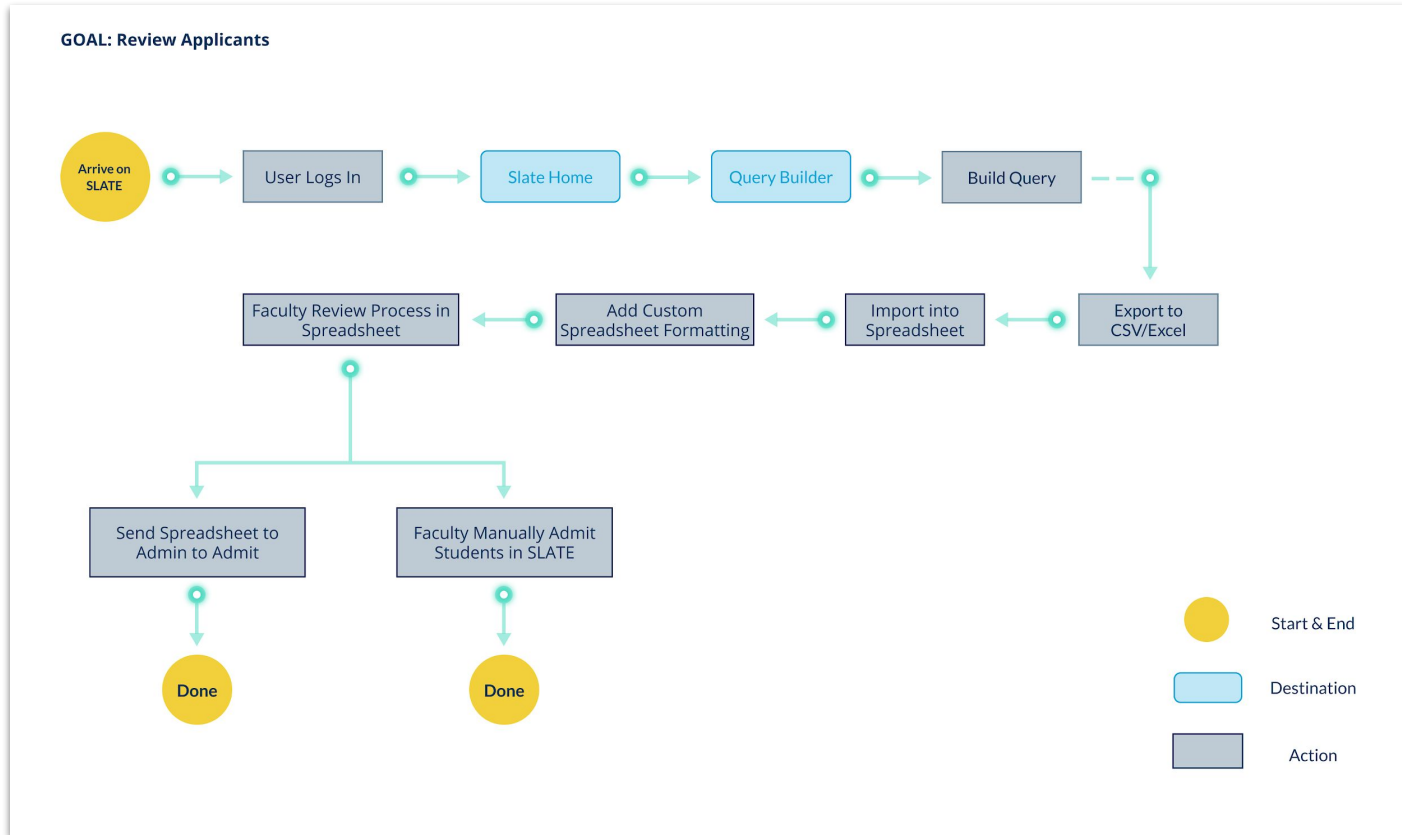 GOAL: Review Applicants
Arrive on
SLATE
User Logs In
Slate Home
Query Builder
Build Query
Faculty Review Process in
Spreadsheet
Add Custom
Spreadsheet Formatting
Import into
Spreadsheet
Export to
CSV/Excel
Send Spreadsheet to
Admin to Admit
Faculty Manually Admit
Students in SLATE
Done
Done
Start & End
Destination
Action